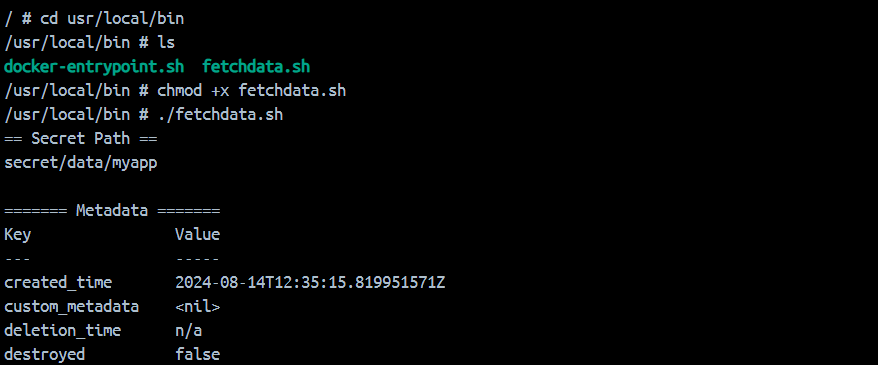 / # cd usr/local/bin
/usr/local/bin # ls
docker-entrypoint.sh  fetchdata.sh
/usr/local/bin # chmod +x fetchdata.sh
/usr/local/bin # ./fetchdata.sh
== Secret Path ==
secret/data/myapp

======= Metadata =======
Key                Value
---                -----
created_time       2024-08-14T12:35:15.819951571Z
custom_metadata    <nil>
deletion_time      n/a
destroyed          false